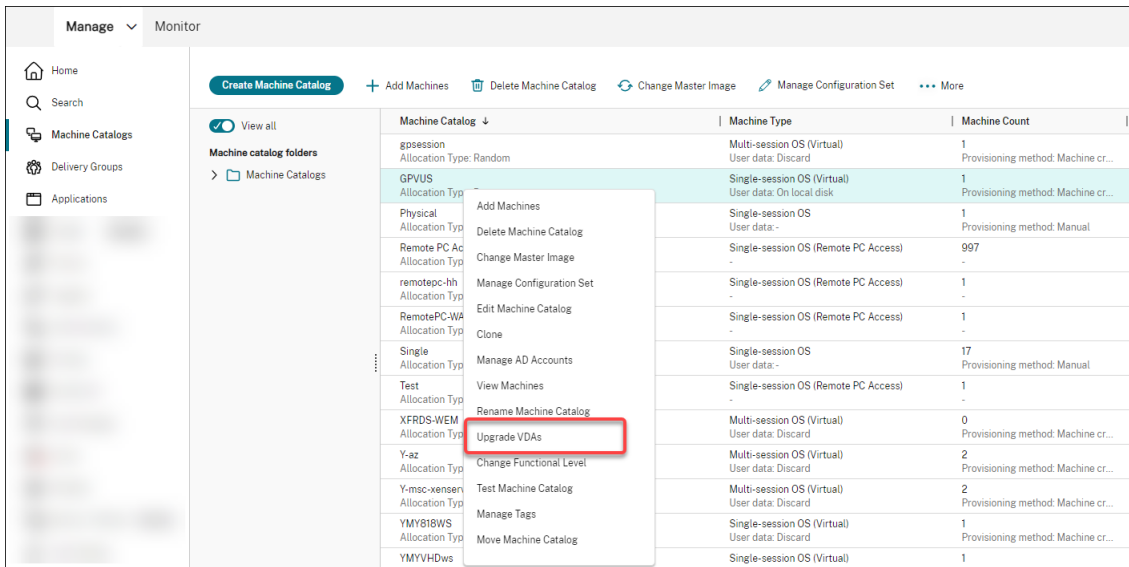 Manage
Monitor
Home
Search
Machine Catalogs
Delivery Groups
Applications
Create Machine Catalog
Add Machines
Delete Machine Catalog
Change Master Image
Manage Configuration Set
More
View all
Machine catalog folders
Machine Catalogs
Machine Catalog ↓ Machine Type Machine Count
gpsession Multi-session OS (Virtual) 1
Allocation Type: Random User data: Discard Provisioning method: Machine cr...
GPVUS Single-session OS (Virtual) 1
Allocation Typ User data: On local disk Provisioning method: Machine cr...
Physical Single-session OS 1
Allocation Typ User data:- Provisioning method: Manual
Remote PC Ac Single-session OS (Remote PC Access) 997
Allocation Typ - -
remotepc-hh Single-session OS (Remote PC Access) 1
Allocation Typ - -
RemotePC-WA Single-session OS (Remote PC Access) 1
Allocation Typ - -
Single Single-session OS 17
Allocation Typ User data:- Provisioning method: Manual
Test Single-session OS (Remote PC Access) 1
Allocation Typ - -
XFRDS-WEM Multi-session OS (Virtual) 0
Allocation Typ User data: Discard Provisioning method: Machine cr...
Y-az Multi-session OS (Virtual) 2
Allocation Typ User data: Discard Provisioning method: Machine cr...
Y-msc-xenserv Multi-session OS (Virtual) 2
Allocation Typ User data: Discard Provisioning method: Machine cr...
YMY818WS Single-session OS (Virtual) 1
Allocation Typ User data: Discard Provisioning method: Machine cr...
YMYVHDws Single-session OS (Virtual) 1
Add Machines
Delete Machine Catalog
Change Master Image
Manage Configuration Set
Edit Machine Catalog
Clone
Manage AD Accounts
View Machines
Rename Machine Catalog
Upgrade VDAs
Change Functional Level
Test Machine Catalog
Manage Tags
Move Machine Catalog